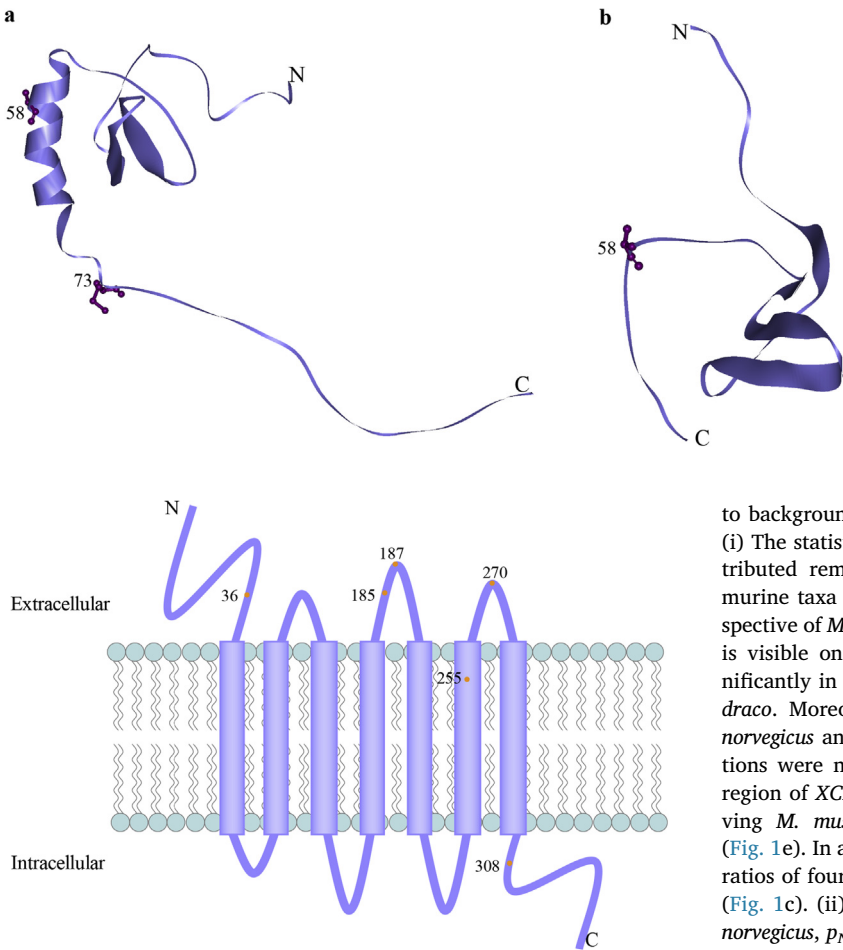 a
b
N
58
73
C
N
58
C
N
187
270
36
185
Extracellular
255
Intracellular
308
C
to background
(i) The statis
tributed rem
murine taxa
spective of M
is visible on
nificantly in
draco. Moreo
norvegicus an
tions were n
region of XC
ving M. mu
(Fig. 1e). In a
ratios of four
(Fig. 1c). (ii)
norvegicus, pN